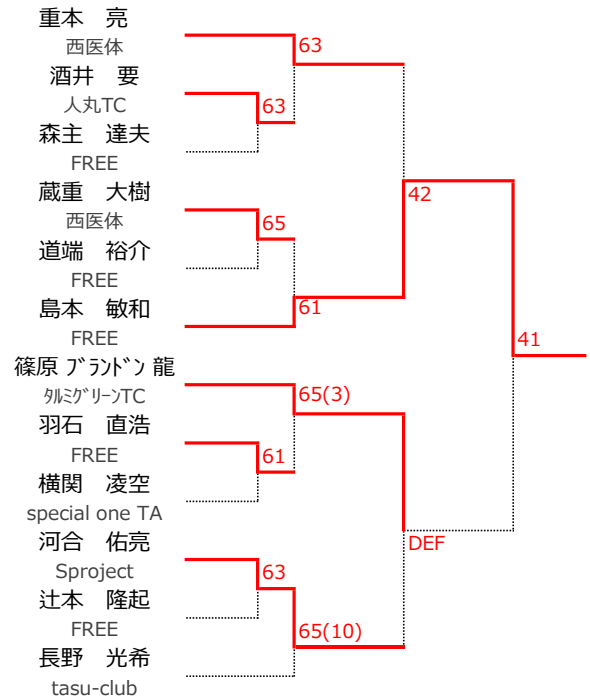 重本　亮
西医体
63
酒井　要
人丸TC
63
森主　達夫
FREE
蔵重　大樹
42
西医体
65
道端　裕介
FREE
島本　敏和
61
FREE
41
篠原 ブランドン 龍
タルミグリーンTC
65(3)
羽石　直浩
FREE
61
横関　凌空
special one TA
河合　佑亮
DEF
Sproject
63
辻本　隆起
FREE
65(10)
長野　光希
tasu-club